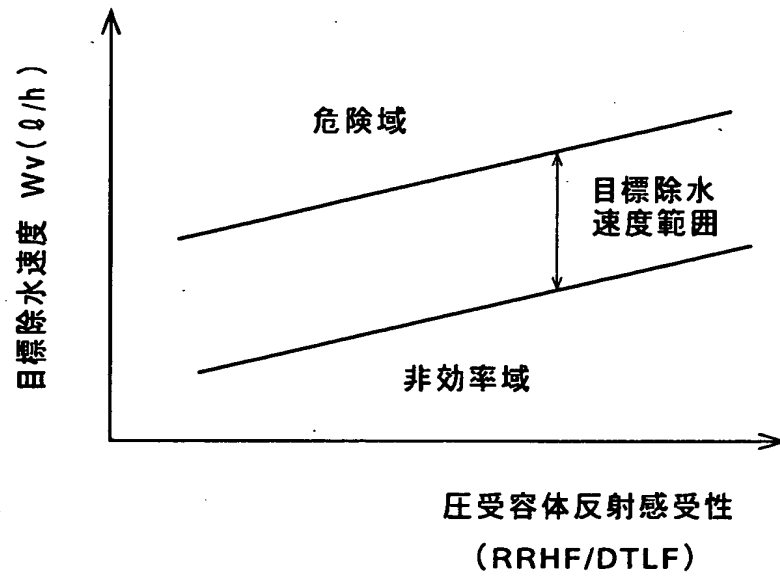 目標除水速度 Wv(ℓ/h)
危険域
目標除水
速度範囲
非効率域
圧受容体反射感受性
(RRHF/DTLF)